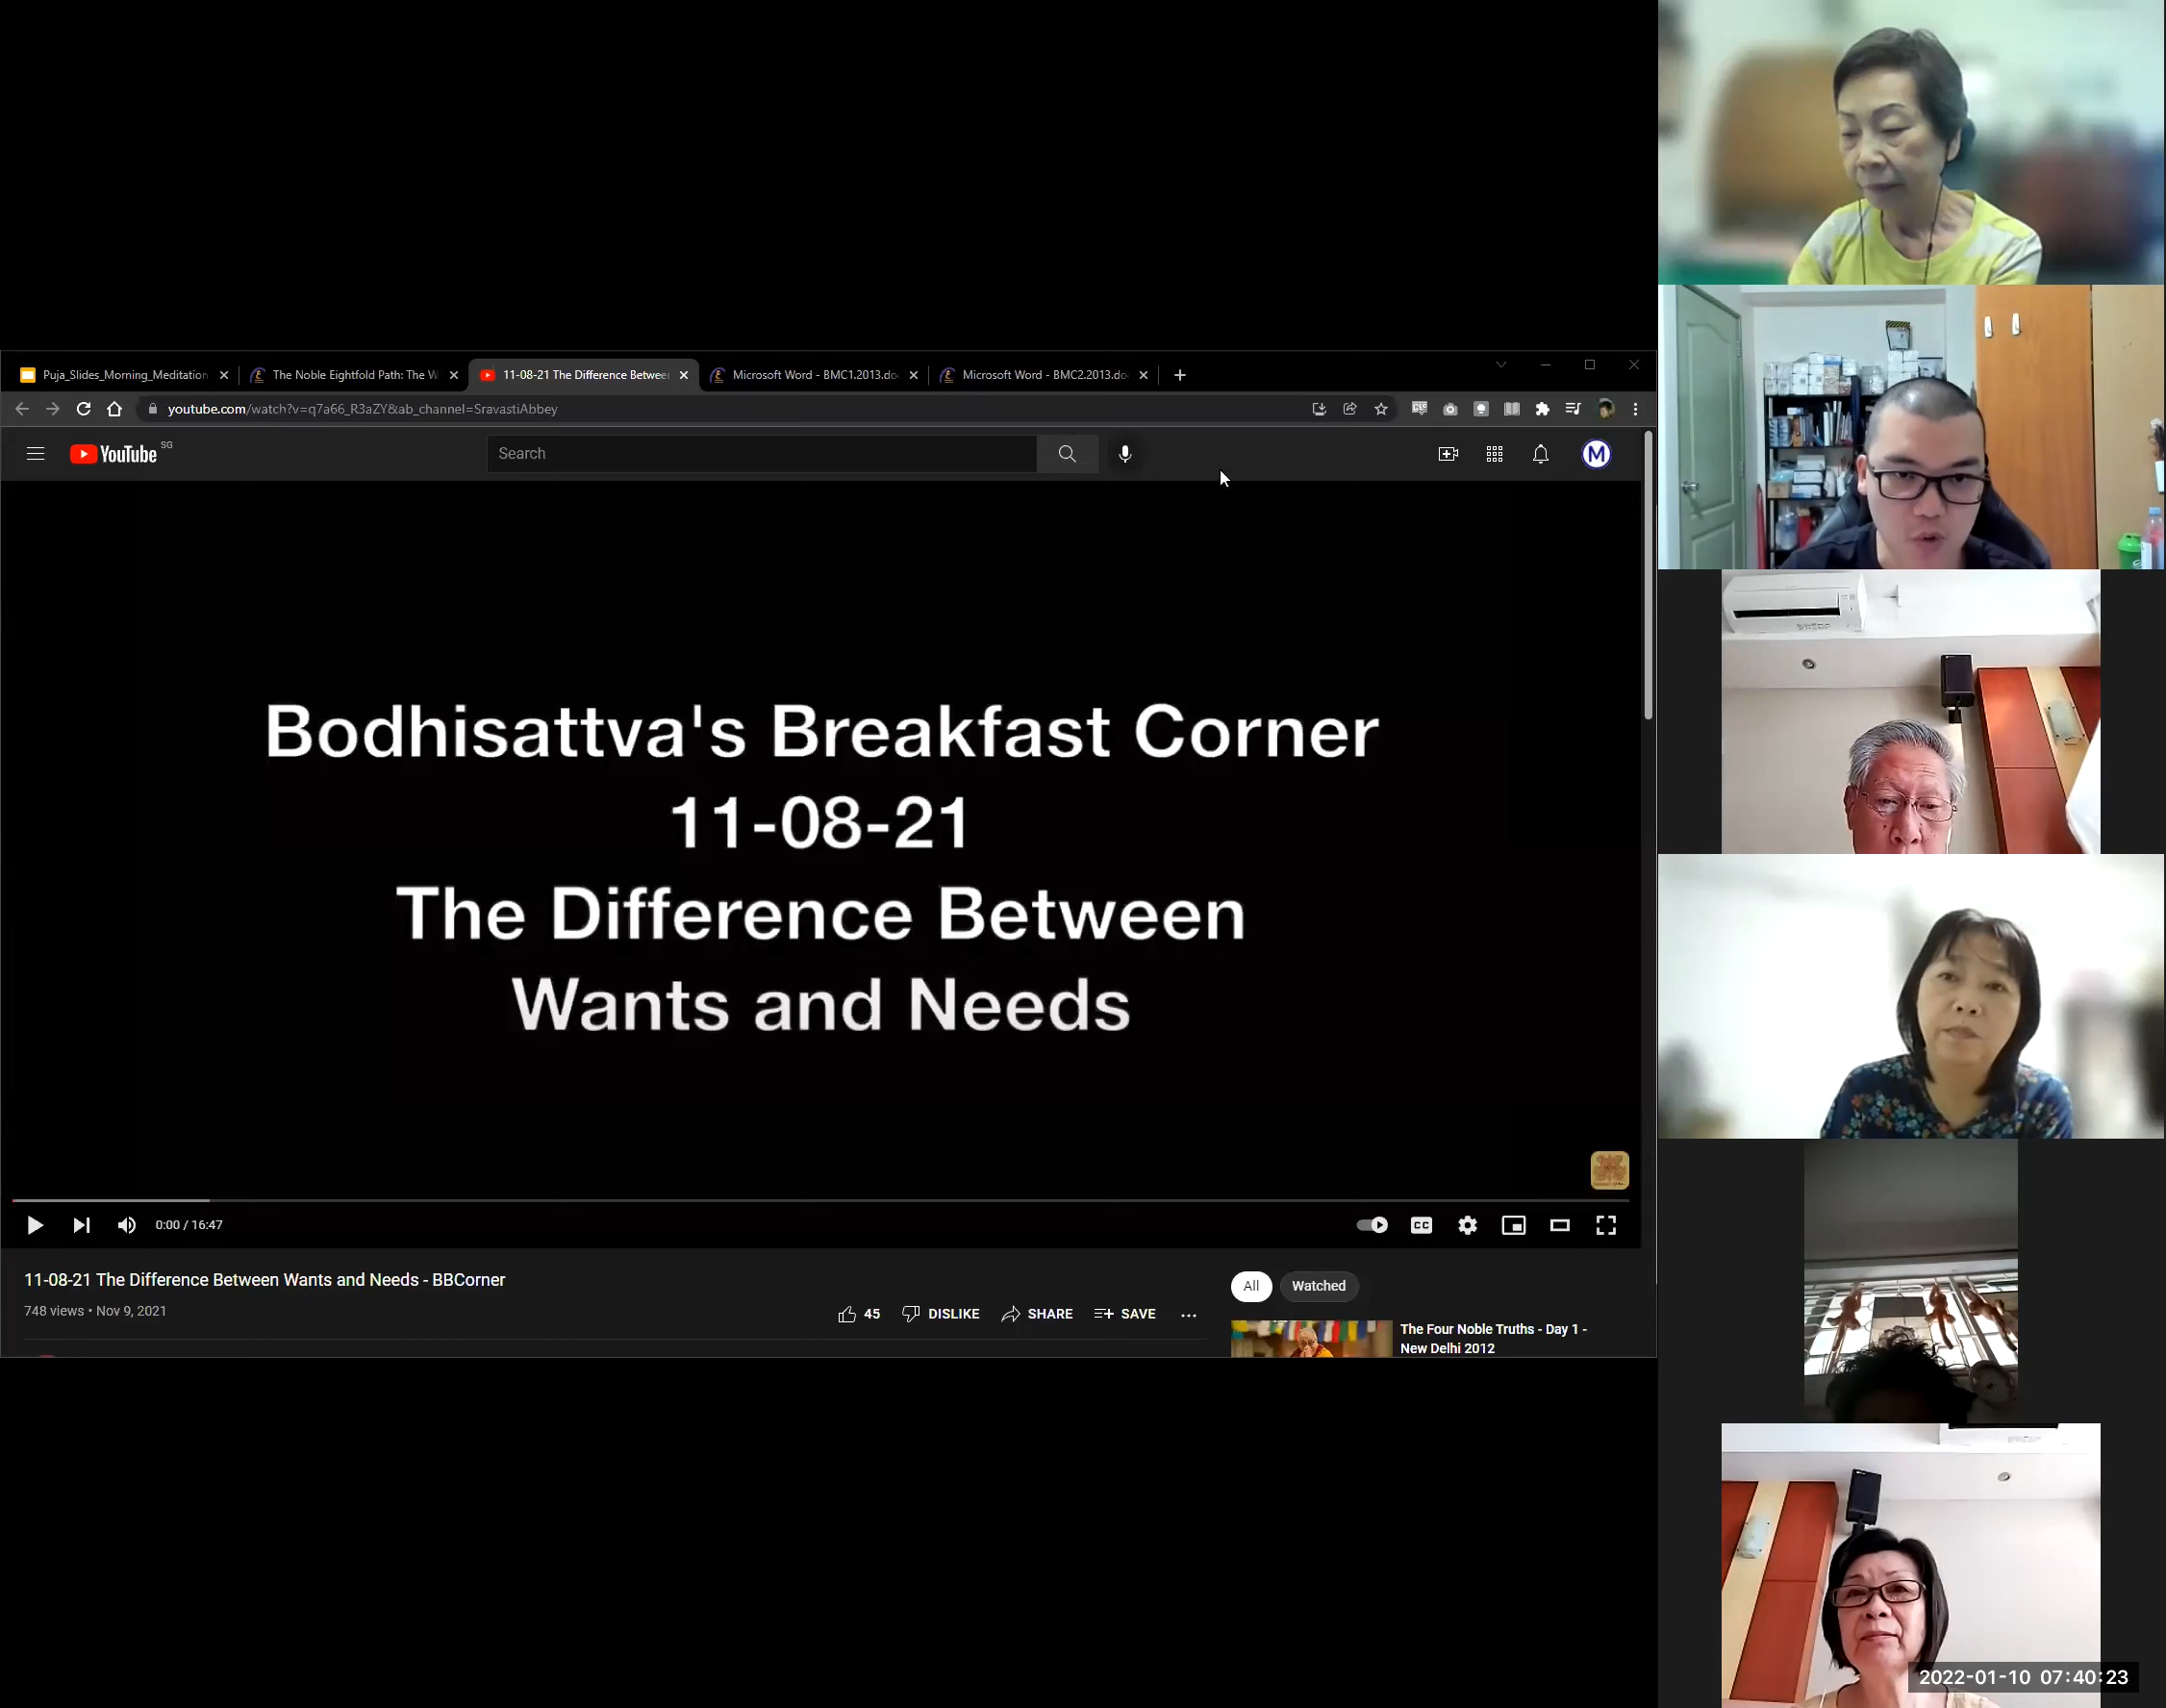 Puja_Slides_Morning_Meditation
The Noble Eightfold Path: The W
11-08-21 The Difference Betwee
Microsoft Word - BMC1.2013.do
Microsoft Word - BMC2.2013.do
youtube.com/watch?v=q7a66_R3aZY&ab_channel=SravastiAbbey
YouTube SG
Search
M
Bodhisattva's Breakfast Corner
11-08-21
The Difference Between
Wants and Needs
0:00 / 16:47
CC
11-08-21 The Difference Between Wants and Needs - BBCorner
748 views • Nov 9, 2021
45
DISLIKE
SHARE
SAVE
All
Watched
The Four Noble Truths - Day 1 -
New Delhi 2012
2022-01-10 07:40:23